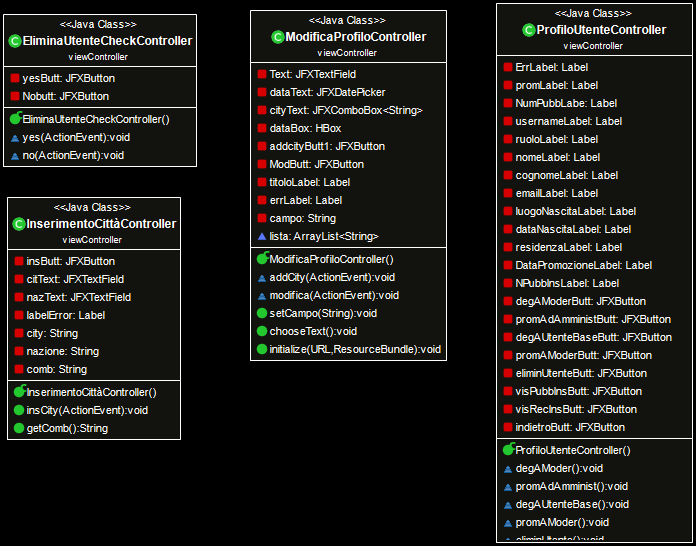 <<Java Class>>
EliminaUtenteCheckController
viewController
yesButt: JFXButton
Nobutt: JFXButton
EliminaUtenteCheckController()
yes(ActionEvent):void
no(ActionEvent):void
<<Java Class>>
InserimentoCittàController
viewController
insButt: JFXButton
citText: JFXTextField
nazText: JFXTextField
labelError: Label
city: String
nazione: String
comb: String
InserimentoCittàController()
insCity(ActionEvent):void
getComb():String
<<Java Class>>
ModificaProfiloController
viewController
Text: JFXTextField
dataText: JFXDatePicker
cityText: JFXComboBox<String>
dataBox: HBox
addcityButt1: JFXButton
ModButt: JFXButton
titoloLabel: Label
errLabel: Label
campo: String
lista: ArrayList<String>
ModificaProfiloController()
addCity(ActionEvent):void
modifica(ActionEvent):void
setCampo(String):void
chooseText():void
initialize(URL,ResourceBundle):void
<<Java Class>>
ProfiloUtenteController
viewController
ErrLabel: Label
promLabel: Label
NumPubbLabe: Label
usernameLabel: Label
ruoloLabel: Label
nomeLabel: Label
cognomeLabel: Label
emailLabel: Label
luogoNascitaLabel: Label
dataNascitaLabel: Label
residenzaLabel: Label
DataPromozioneLabel: Label
NPubbInsLabel: Label
degAModerButt: JFXButton
promAdAmministButt: JFXButton
degAUtenteBaseButt: JFXButton
promAModerButt: JFXButton
eliminUtenteButt: JFXButton
visPubbInsButt: JFXButton
visRecInsButt: JFXButton
indietroButt: JFXButton
ProfiloUtenteController()
degAModer():void
promAdAmminist():void
degAUtenteBase():void
promAModer():void
eliminUtente():void